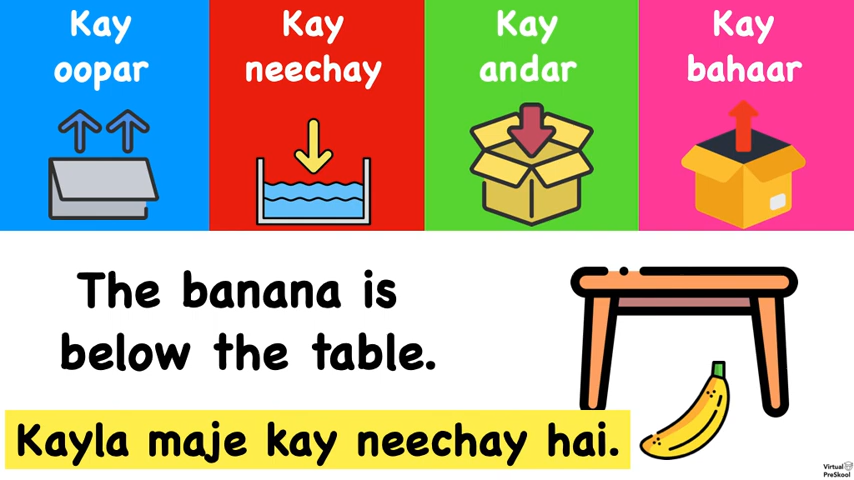 Kay oopar
Kay neechay
Kay andar
Kay bahaar
The banana is
below the table.
Kayla maje kay neechay hai.
Virtual
PreSkool